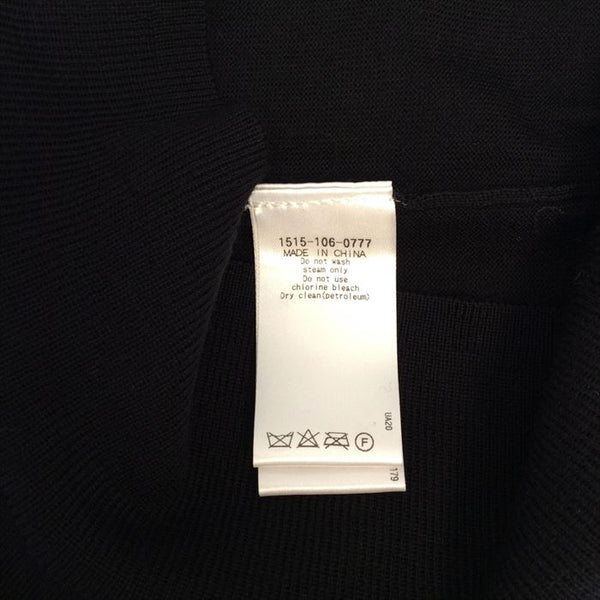 1515-106-0777
MADE IN CHINA
Do not wash
steam only
Do not use
chlorine bleach
Dry clean(petroleum)
UA20
F
179